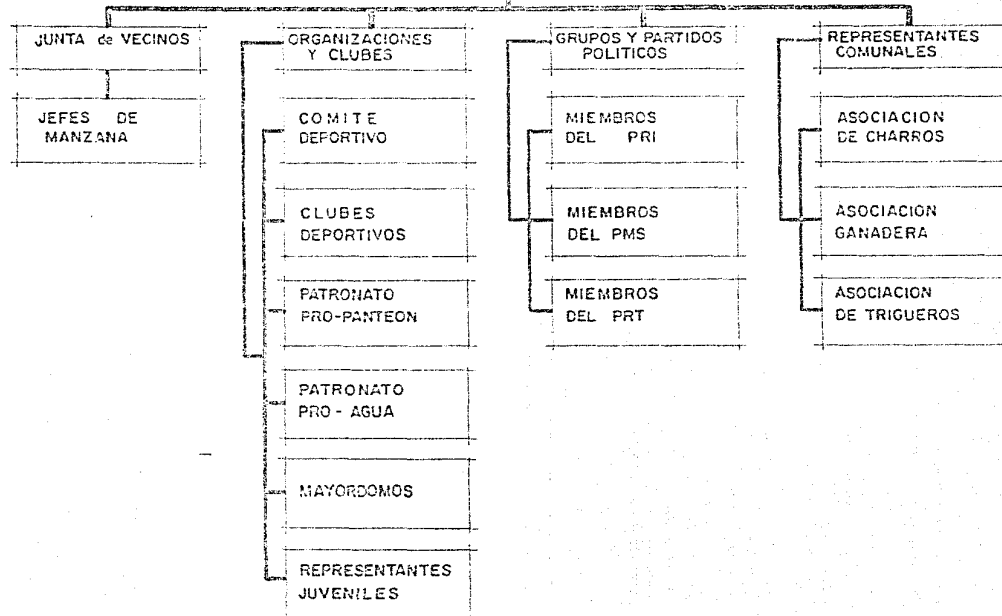 JUNTA de VECINOS
JEFES DE
MANZANA
ORGANIZACIONES
Y CLUBES
COMITE
DEPORTIVO
CLUBES
DEPORTIVOS
PATRONATO
PRO-PANTEON
PATRONATO
PRO - AGUA
MAYORDOMOS
REPRESENTANTES
JUVENILES
GRUPOS Y PARTIDOS
POLITICOS
MIEMBROS
DEL PRI
MIEMBROS
DEL PMS
MIEMBROS
DEL PRT
REPRESENTANTES
COMUNALES
ASOCIACION
DE CHARROS
ASOCIACION
GANADERA
ASOCIACION
DE TRIGUEROS